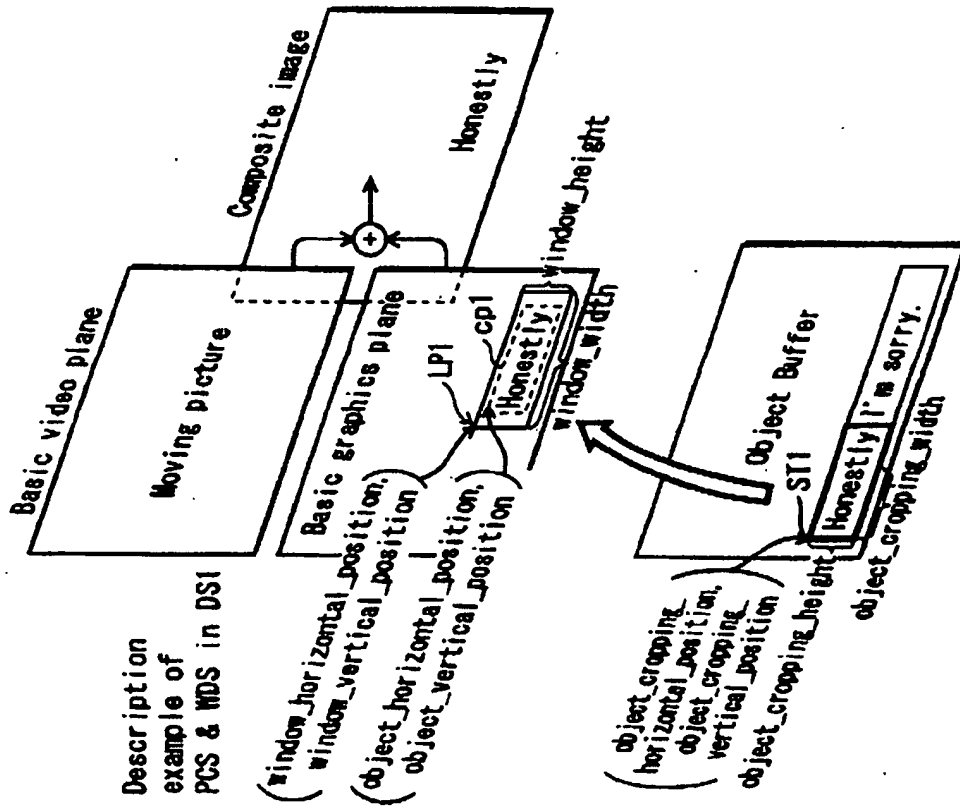 Description
example of
PCS & WDS in DS1
Basic video plane
Moving picture
Composite image
Honestly
Basic graphics plane
(window_horizontal_position,
window_vertical_position)
(object_horizontal_position,
object_vertical_position)
LP1
cp1
Honestly
window_height
window_width
Object Buffer
ST1
Honestly I'm sorry.
(object_cropping_
horizontal_position,
object_cropping_
vertical_position)
object_cropping_height
object_cropping_width